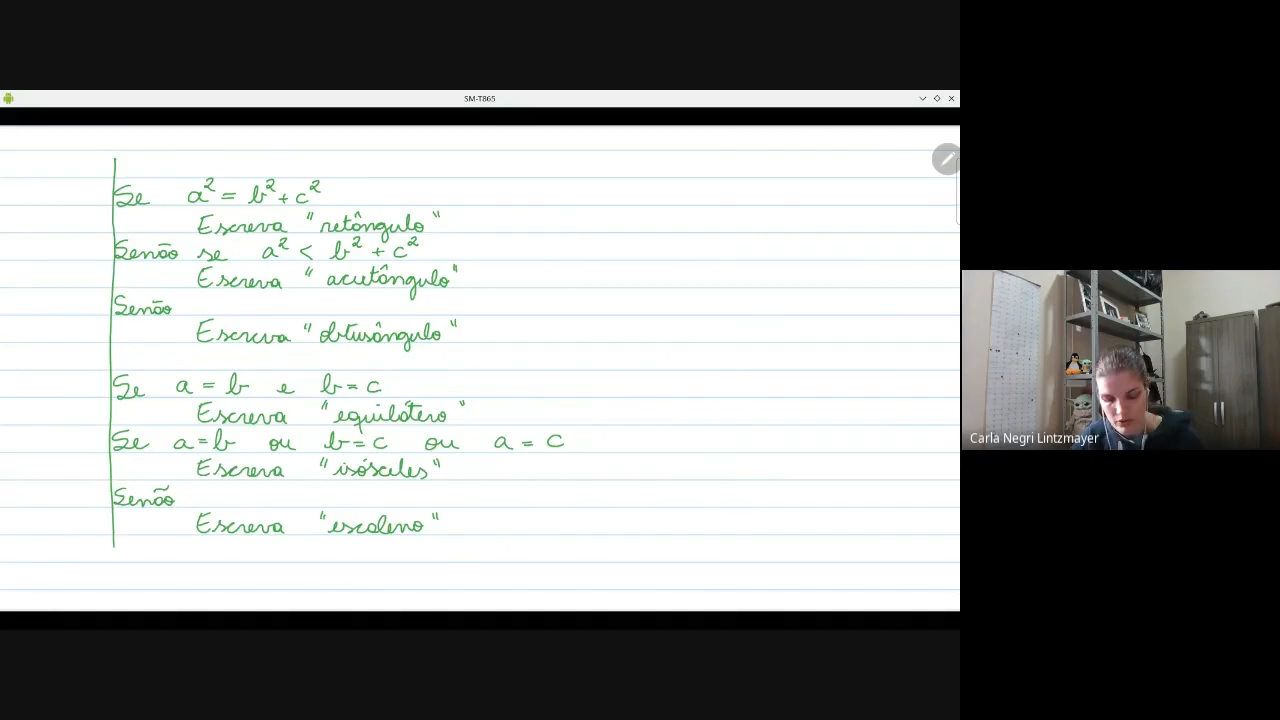 SM-T865
Se a² = b² + c²
Escreva "retângulo"
Senão se a² < b² + c²
Escreva "acutângulo"
Senão
Escreva "obtusângulo"
Se a = b e b = c
Escreva "equilátero"
Se a = b ou b = c ou a = c
Escreva "isósceles"
Senão
Escreva "escaleno"
Carla Negri Lintzmayer